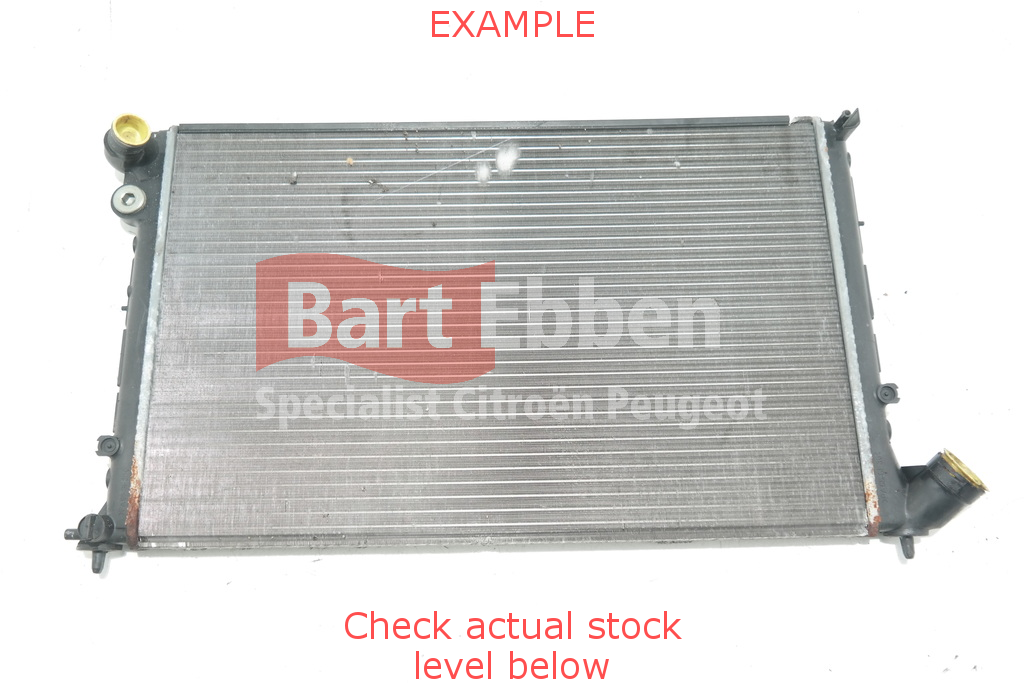 EXAMPLE
Bart Ebben
Specialist Citroën Peugeot
Check actual stock
level below